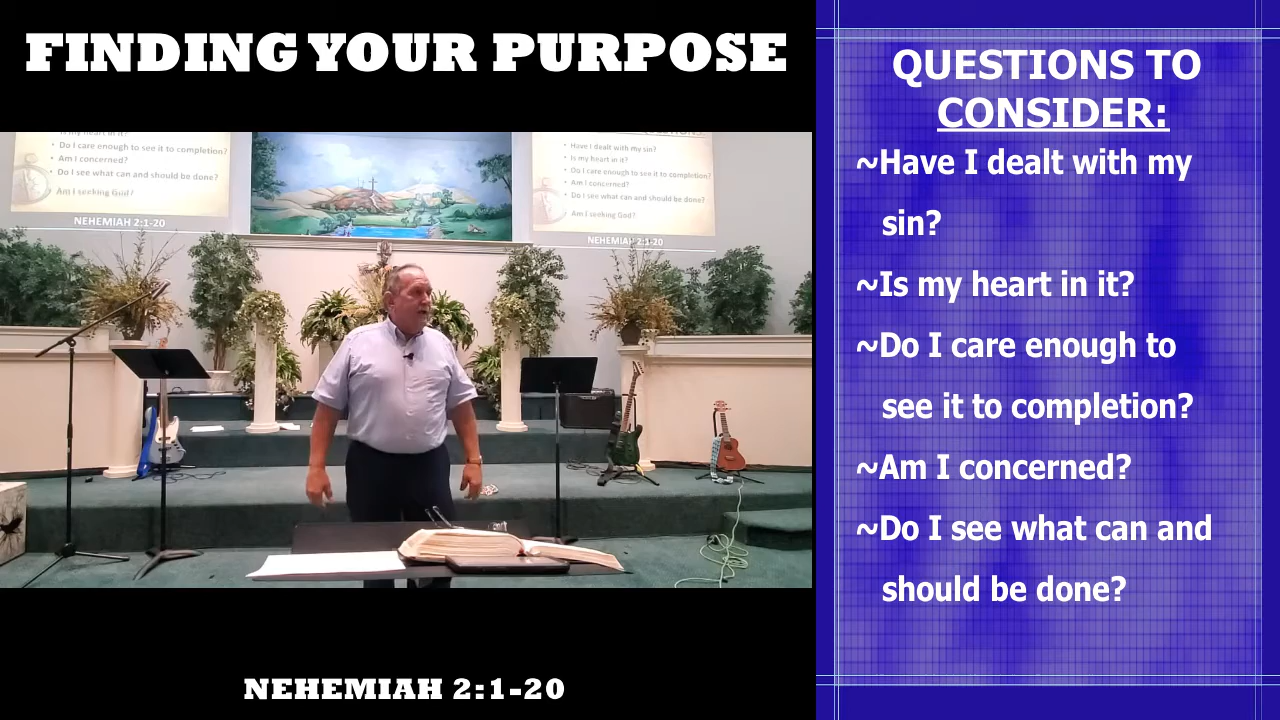 FINDING YOUR PURPOSE
Is my heart in it?
• Do I care enough to see it to completion?
• Am I concerned?
• Do I see what can and should be done?
Am I seeking God?
NEHEMIAH 2:1-20
• Have I dealt with my sin?
• Is my heart in it?
• Do I care enough to see it to completion?
• Am I concerned?
• Do I see what can and should be done?
Am I seeking God?
NEHEMIAH 2:1-20
NEHEMIAH 2:1-20
QUESTIONS TO
CONSIDER:
~Have I dealt with my
sin?
~Is my heart in it?
~Do I care enough to
see it to completion?
~Am I concerned?
~Do I see what can and
should be done?